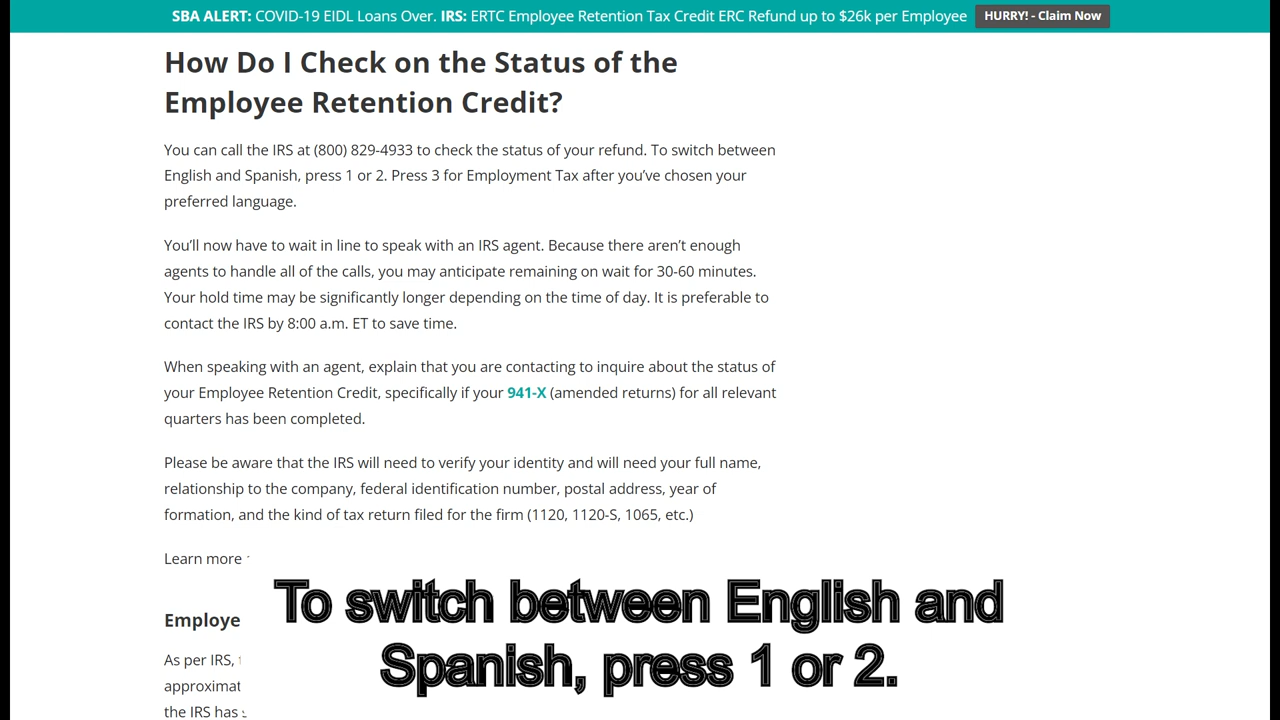 SBA ALERT: COVID-19 EIDL Loans Over. IRS: ERTC Employee Retention Tax Credit ERC Refund up to $26k per Employee HURRY! - Claim Now
How Do I Check on the Status of the
Employee Retention Credit?
You can call the IRS at (800) 829-4933 to check the status of your refund. To switch between
English and Spanish, press 1 or 2. Press 3 for Employment Tax after you’ve chosen your
preferred language.
You’ll now have to wait in line to speak with an IRS agent. Because there aren’t enough
agents to handle all of the calls, you may anticipate remaining on wait for 30-60 minutes.
Your hold time may be significantly longer depending on the time of day. It is preferable to
contact the IRS by 8:00 a.m. ET to save time.
When speaking with an agent, explain that you are contacting to inquire about the status of
your Employee Retention Credit, specifically if your 941-X (amended returns) for all relevant
quarters has been completed.
Please be aware that the IRS will need to verify your identity and will need your full name,
relationship to the company, federal identification number, postal address, year of
formation, and the kind of tax return filed for the firm (1120, 1120-S, 1065, etc.)
Learn more
Employe
As per IRS,
approximat
the IRS has
To switch between English and
Spanish, press 1 or 2.